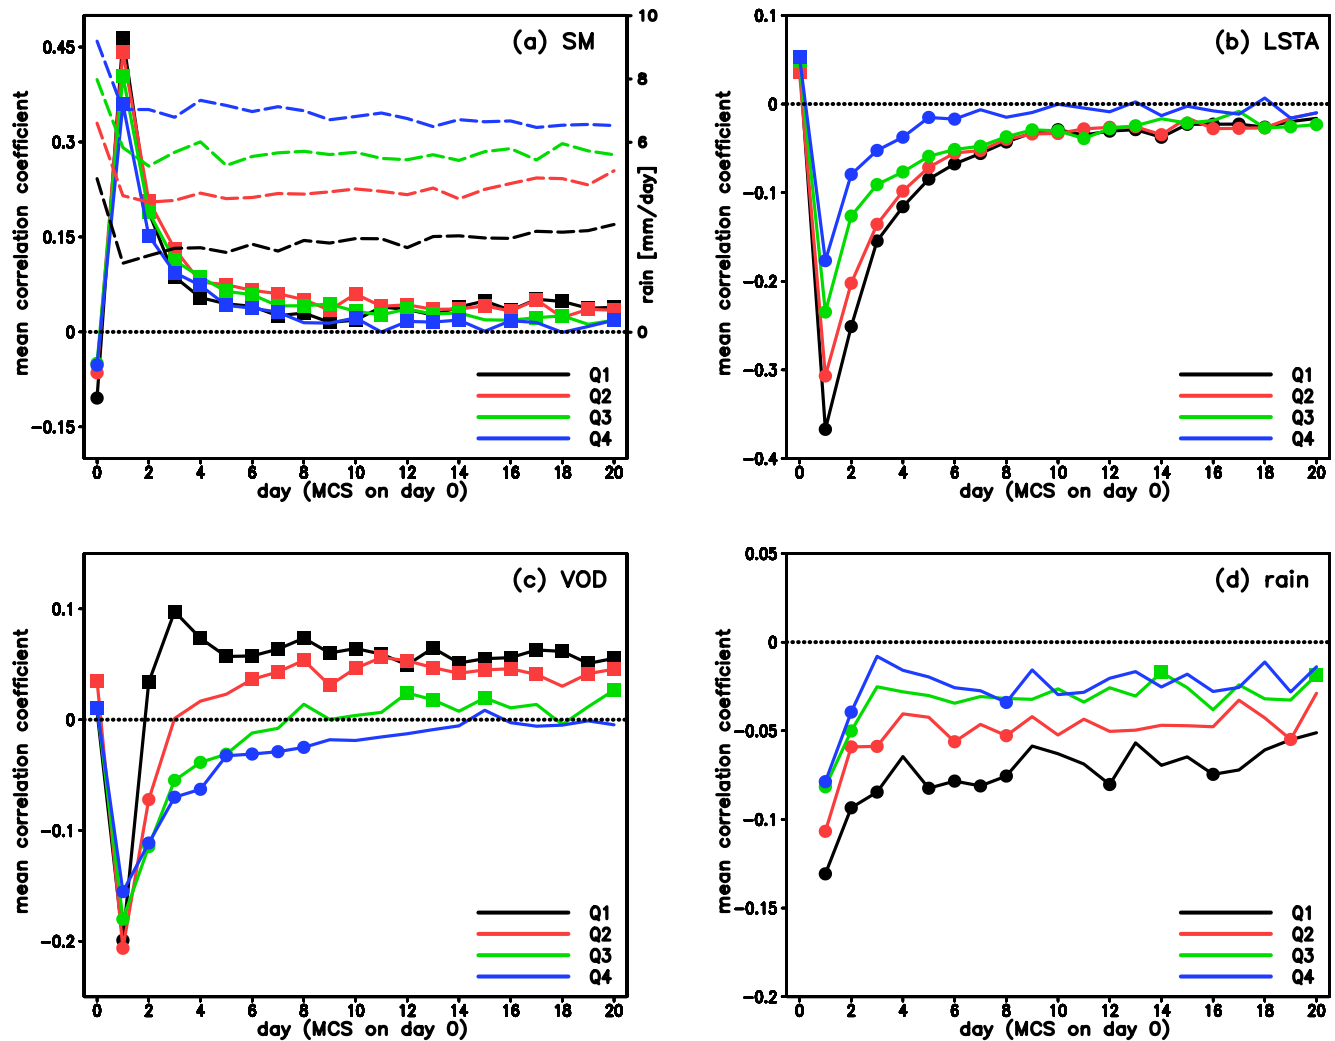 (a) SM
mean correlation coefficient
0.45
0.3
0.15
0
−0.15
10
8
6
4
2
0
rain [mm/day]
Q1
Q2
Q3
Q4
0 2 4 6 8 10 12 14 16 18 20
day (MCS on day 0)
(b) LSTA
mean correlation coefficient
0.1
0
−0.1
−0.2
−0.3
−0.4
Q1
Q2
Q3
Q4
0 2 4 6 8 10 12 14 16 18 20
day (MCS on day 0)
(c) VOD
mean correlation coefficient
0.1
0
−0.1
−0.2
Q1
Q2
Q3
Q4
0 2 4 6 8 10 12 14 16 18 20
day (MCS on day 0)
(d) rain
mean correlation coefficient
0.05
0
−0.05
−0.1
−0.15
−0.2
Q1
Q2
Q3
Q4
0 2 4 6 8 10 12 14 16 18 20
day (MCS on day 0)